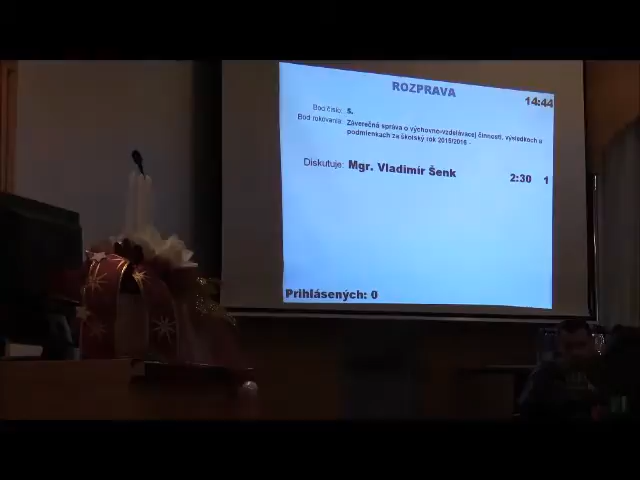 ROZPRAVA
14:44
Bod číslo: 5.
Bod rokovania: Záverečná správa o výchovno-vzdelávacej činnosti, výsledkoch a
podmienkach za školský rok 2015/2016 -
Diskutuje: Mgr. Vladimír Šenk 2:30 1
Prihlásených: 0